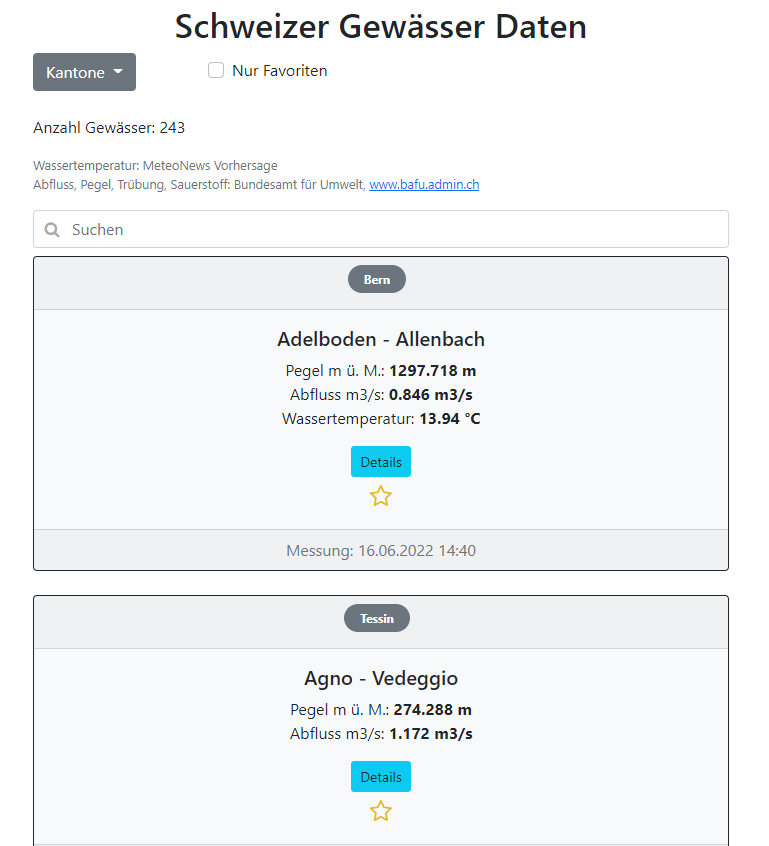 Schweizer Gewässer Daten
Kantone
Nur Favoriten
Anzahl Gewässer: 243
Wassertemperatur: MeteoNews Vorhersage
Abfluss, Pegel, Trübung, Sauerstoff: Bundesamt für Umwelt, www.bafu.admin.ch
Suchen
Bern
Adelboden - Allenbach
Pegel m ü. M.: 1297.718 m
Abfluss m3/s: 0.846 m3/s
Wassertemperatur: 13.94 °C
Details
Messung: 16.06.2022 14:40
Tessin
Agno - Vedeggio
Pegel m ü. M.: 274.288 m
Abfluss m3/s: 1.172 m3/s
Details